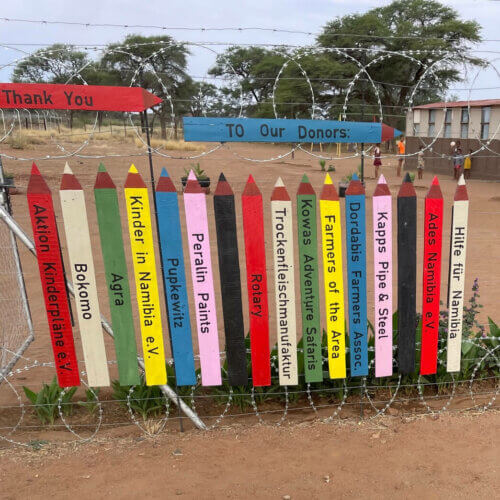 Thank You
To Our Donors:
Aktion Kinderpläne e.V.
Bokomo
Agra
Kinder in Namibia e.V.
Pupkewitz
Peralin Paints
Rotary
Trockenfleischmanufaktur
Kowas Adventure Safaris
Farmers of the Area
Dordabis Farmers Assoc.
Kapps Pipe & Steel
Ades Namibia e.V.
Hilfe für Namibia